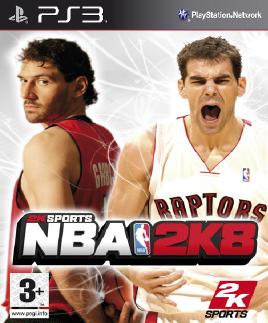 PS3
PlayStation Network
RAPTORS
2K SPORTS
NBA 2K8
3+
www.pegi.info
2K
SPORTS